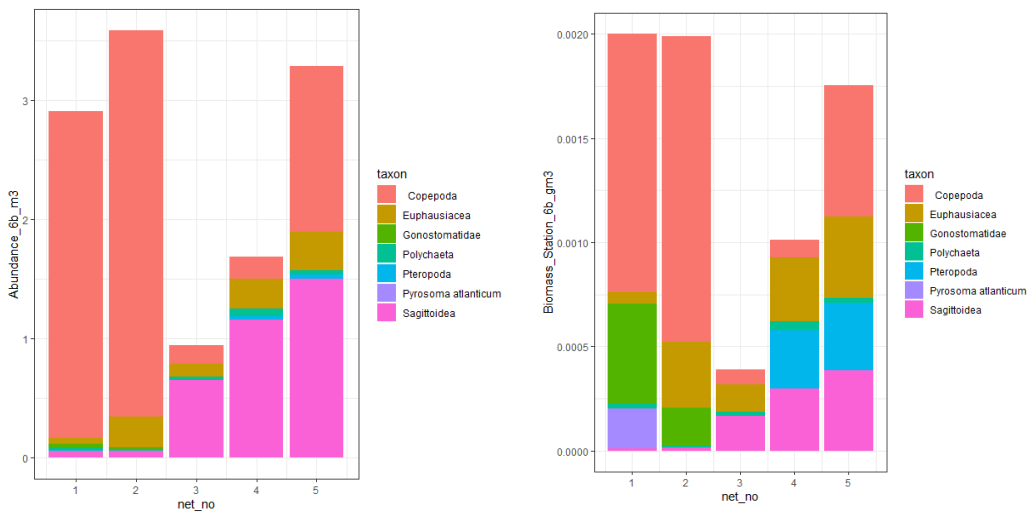 Abundance_6b_m3
3
2
1
0
1 2 3 4 5
net_no
taxon
Copepoda
Euphausiacea
Gonostomatidae
Polychaeta
Pteropoda
Pyrosoma atlanticum
Sagittoidea
Biomass_Station_6b_gm3
0.0020
0.0015
0.0010
0.0005
0.0000
1 2 3 4 5
net_no
taxon
Copepoda
Euphausiacea
Gonostomatidae
Polychaeta
Pteropoda
Pyrosoma atlanticum
Sagittoidea